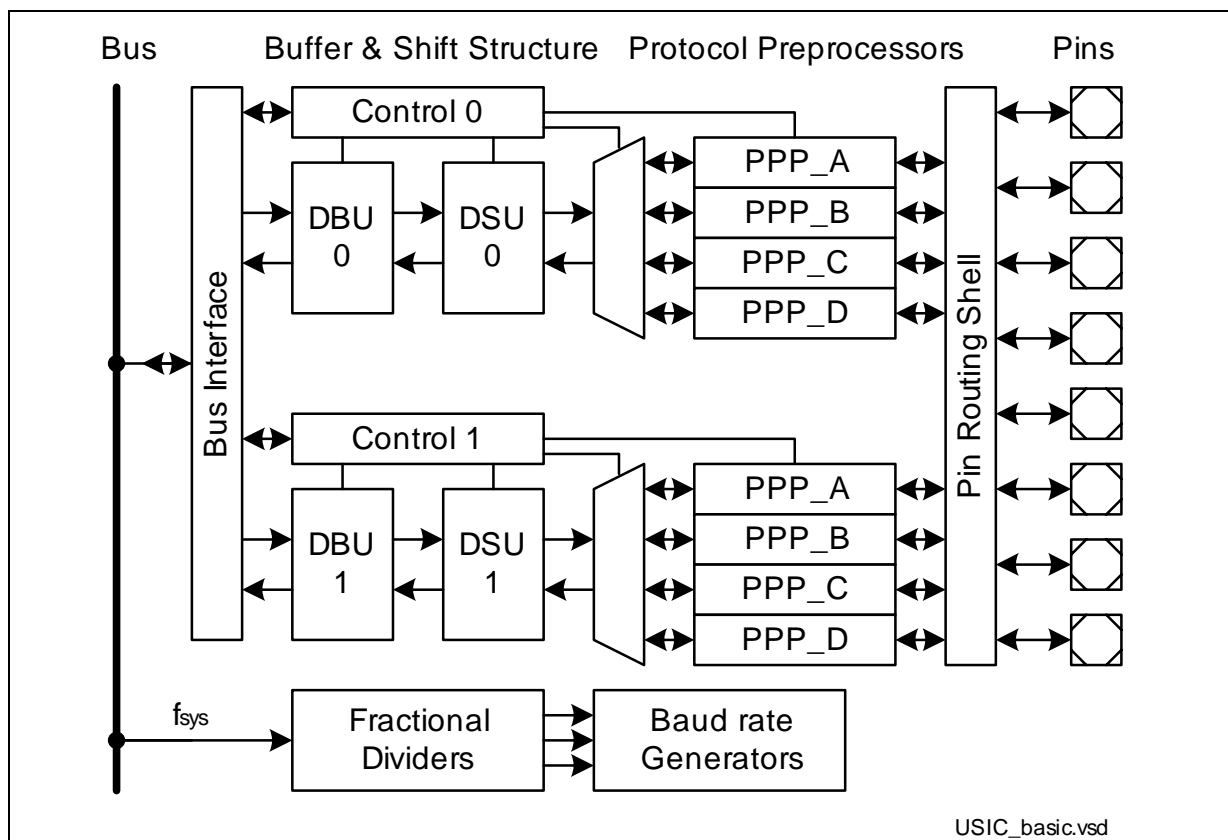 Bus Buffer & Shift Structure Protocol Preprocessors Pins
Bus Interface
Control 0
DBU
0
DSU
0
PPP_A
PPP_B
PPP_C
PPP_D
Pin Routing Shell
Control 1
DBU
1
DSU
1
PPP_A
PPP_B
PPP_C
PPP_D
fsys
Fractional
Dividers
Baud rate
Generators
USIC_basic.vsd